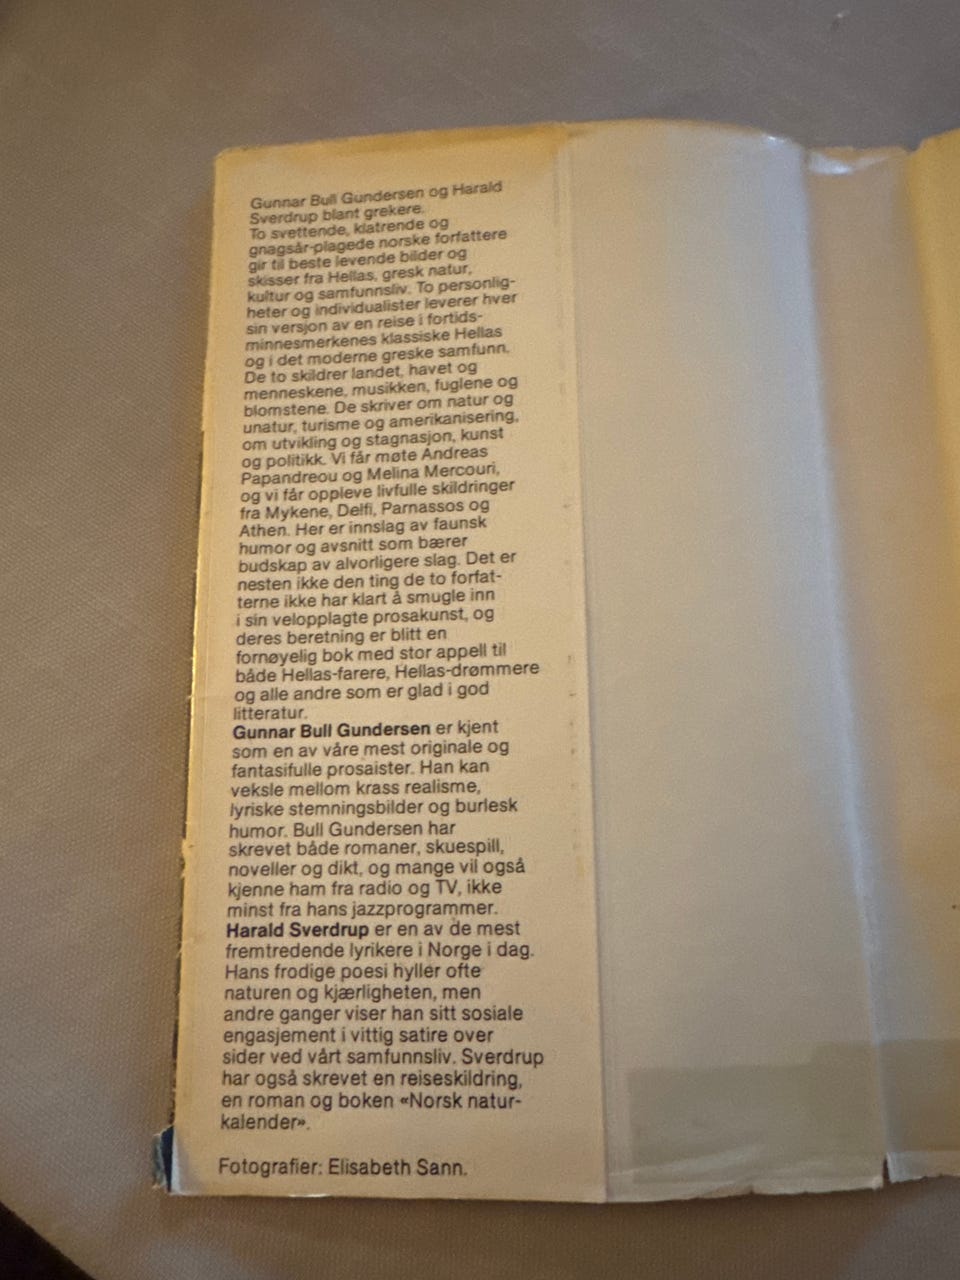 Gunnar Bull Gundersen og Harald
Sverdrup blant grekere.
To svettende, klatrende og
gnagsår-plagede norske forfattere
gir til beste levende bilder og
skisser fra Hellas, gresk natur,
kultur og samfunnsliv. To personlig-
heter og individualister leverer hver
sin versjon av en reise i fortids-
minnesmerkenes klassiske Hellas
og i det moderne greske samfunn.
De to skildrer landet, havet og
menneskene, musikken, fuglene og
blomstene. De skriver om natur og
unatur, turisme og amerikanisering,
om utvikling og stagnasjon, kunst
og politikk. Vi får møte Andreas
Papandreou og Melina Mercouri,
og vi får oppleve livfulle skildringer
fra Mykene, Delfi, Parnassos og
Athen. Her er innslag av faunsk
humor og avsnitt som bærer
budskap av alvorligere slag. Det er
nesten ikke den ting de to forfat-
terne ikke har klart å smugle inn
i sin velopplagte prosakunst, og
deres beretning er blitt en
fornøyelig bok med stor appell til
både Hellas-farere, Hellas-drømmere
og alle andre som er glad i god
litteratur.
Gunnar Bull Gundersen er kjent
som en av våre mest originale og
fantasifulle prosaister. Han kan
veksle mellom krass realisme,
lyriske stemningsbilder og burlesk
humor. Bull Gundersen har
skrevet både romaner, skuespill,
noveller og dikt, og mange vil også
kjenne ham fra radio og TV, ikke
minst fra hans jazzprogrammer.
Harald Sverdrup er en av de mest
fremtredende lyrikere i Norge i dag.
Hans frodige poesi hyller ofte
naturen og kjærligheten, men
andre ganger viser han sitt sosiale
engasjement i vittig satire over
sider ved vårt samfunnsliv. Sverdrup
har også skrevet en reiseskildring,
en roman og boken «Norsk natur-
kalender».
Fotografier: Elisabeth Sann.